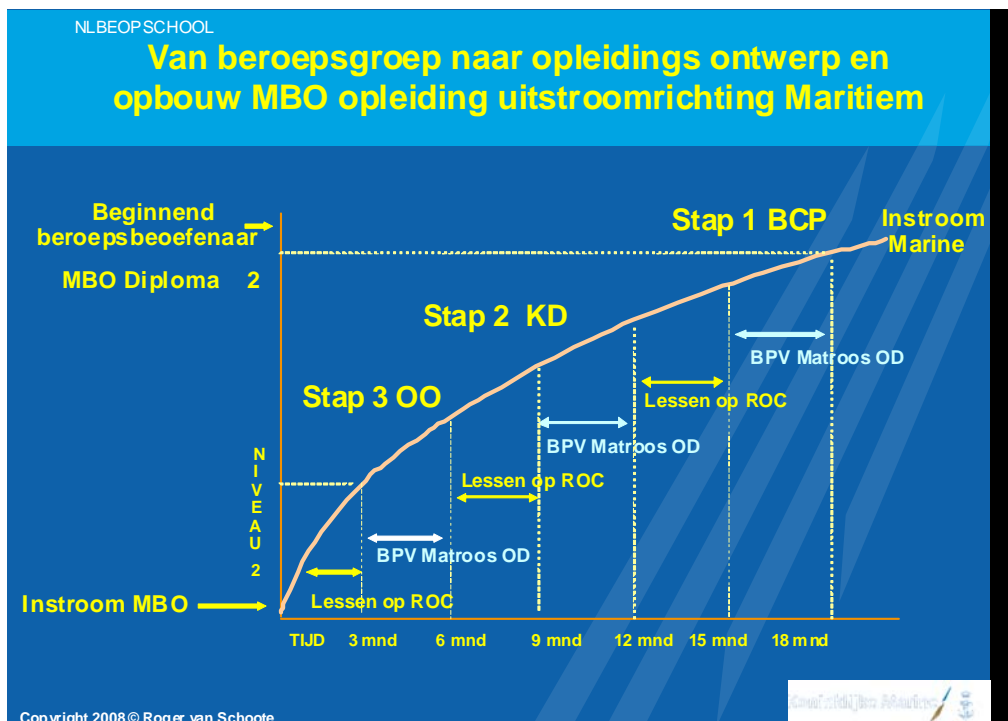 NLBEOPSCHOOL
Van beroepsgroep naar opleidings ontwerp en
opbouw MBO opleiding uitstroomrichting Maritiem
Beginnend
beroepsbeoefenaar
MBO Diploma 2
Stap 1 BCP
Instroom
Marine
Stap 2 KD
BPV Matroos OD
Stap 3 OO
Lessen op ROC
BPV Matroos OD
NIVEAU 2
Lessen op ROC
BPV Matroos OD
Instroom MBO
Lessen op ROC
TIJD 3 mnd 6 mnd 9 mnd 12 mnd 15 mnd 18 mnd
Koninklijke Marine
Copyright 2008 © Roger van Schoote